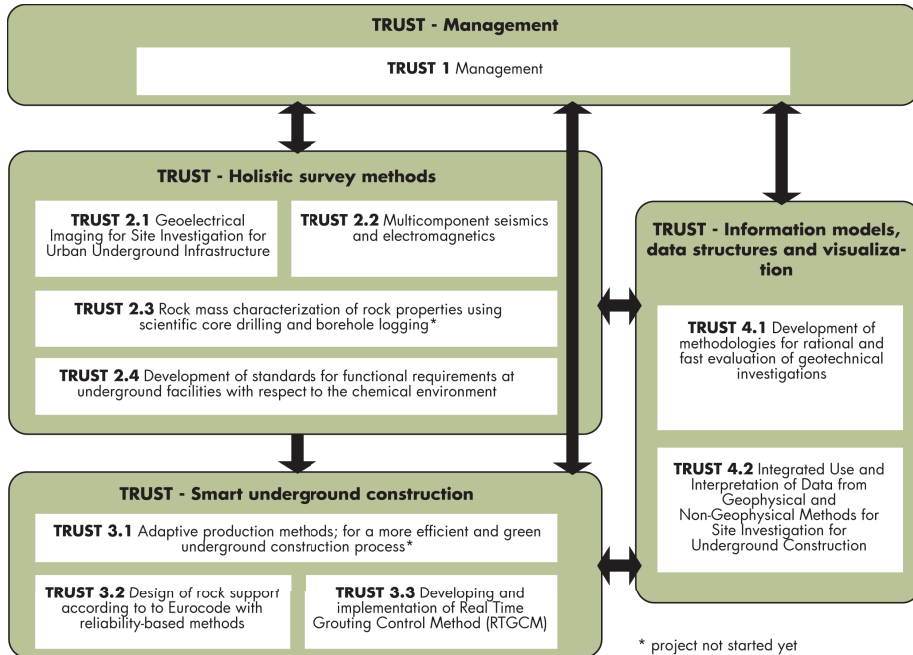 TRUST - Management
TRUST 1 Management
TRUST - Holistic survey methods
TRUST 2.1 Geoelectrical
Imaging for Site Investigation for
Urban Underground Infrastructure
TRUST 2.2 Multicomponent seismics
and electromagnetics
TRUST 2.3 Rock mass characterization of rock properties using
scientific core drilling and borehole logging*
TRUST 2.4 Development of standards for functional requirements at
underground facilities with respect to the chemical environment
TRUST - Smart underground construction
TRUST 3.1 Adaptive production methods; for a more efficient and green
underground construction process*
TRUST 3.2 Design of rock support
according to to Eurocode with
reliability-based methods
TRUST 3.3 Developing and
implementation of Real Time
Grouting Control Method (RTGCM)
TRUST - Information models,
data structures and visualiza-
tion
TRUST 4.1 Development of
methodologies for rational and
fast evaluation of geotechnical
investigations
TRUST 4.2 Integrated Use and
Interpretation of Data from
Geophysical and
Non-Geophysical Methods for
Site Investigation for
Underground Construction
* project not started yet